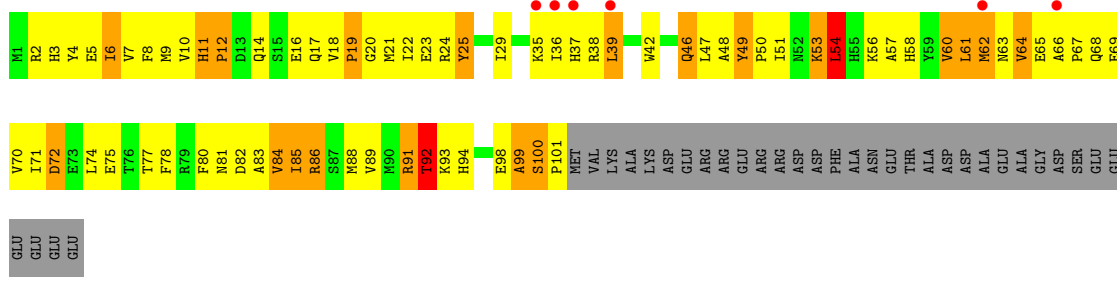 M1 R2 H3 Y4 E5 I6 V7 F8 M9 V10 H11 P12 D13 Q14 S15 E16 Q17 V18 P19 G20 M21 I22 E23 R24 Y25 I29 K35 I36 H37 R38 L39 W42 Q46 L47 A48 Y49 P50 I51 N52 K53 L54 H55 K56 A57 H58 Y59 V60 L61 M62 N63 V64 E65 A66 P67 Q68
V70 I71 D72 E73 L74 E75 T76 T77 F78 R79 F80 N81 D82 A83 V84 I85 R86 S87 M88 V89 M90 R91 T92 K93 H94 E98 A99 S100 P101 MET VAL LYS ALA LYS ASP GLU ARG ARG GLU ARG ARG ASP ASP PHE ALA ASN GLU THR ALA ASP ASP ALA GLU ALA GLY ASP SER GLU GLU
GLU GLU GLU GLU